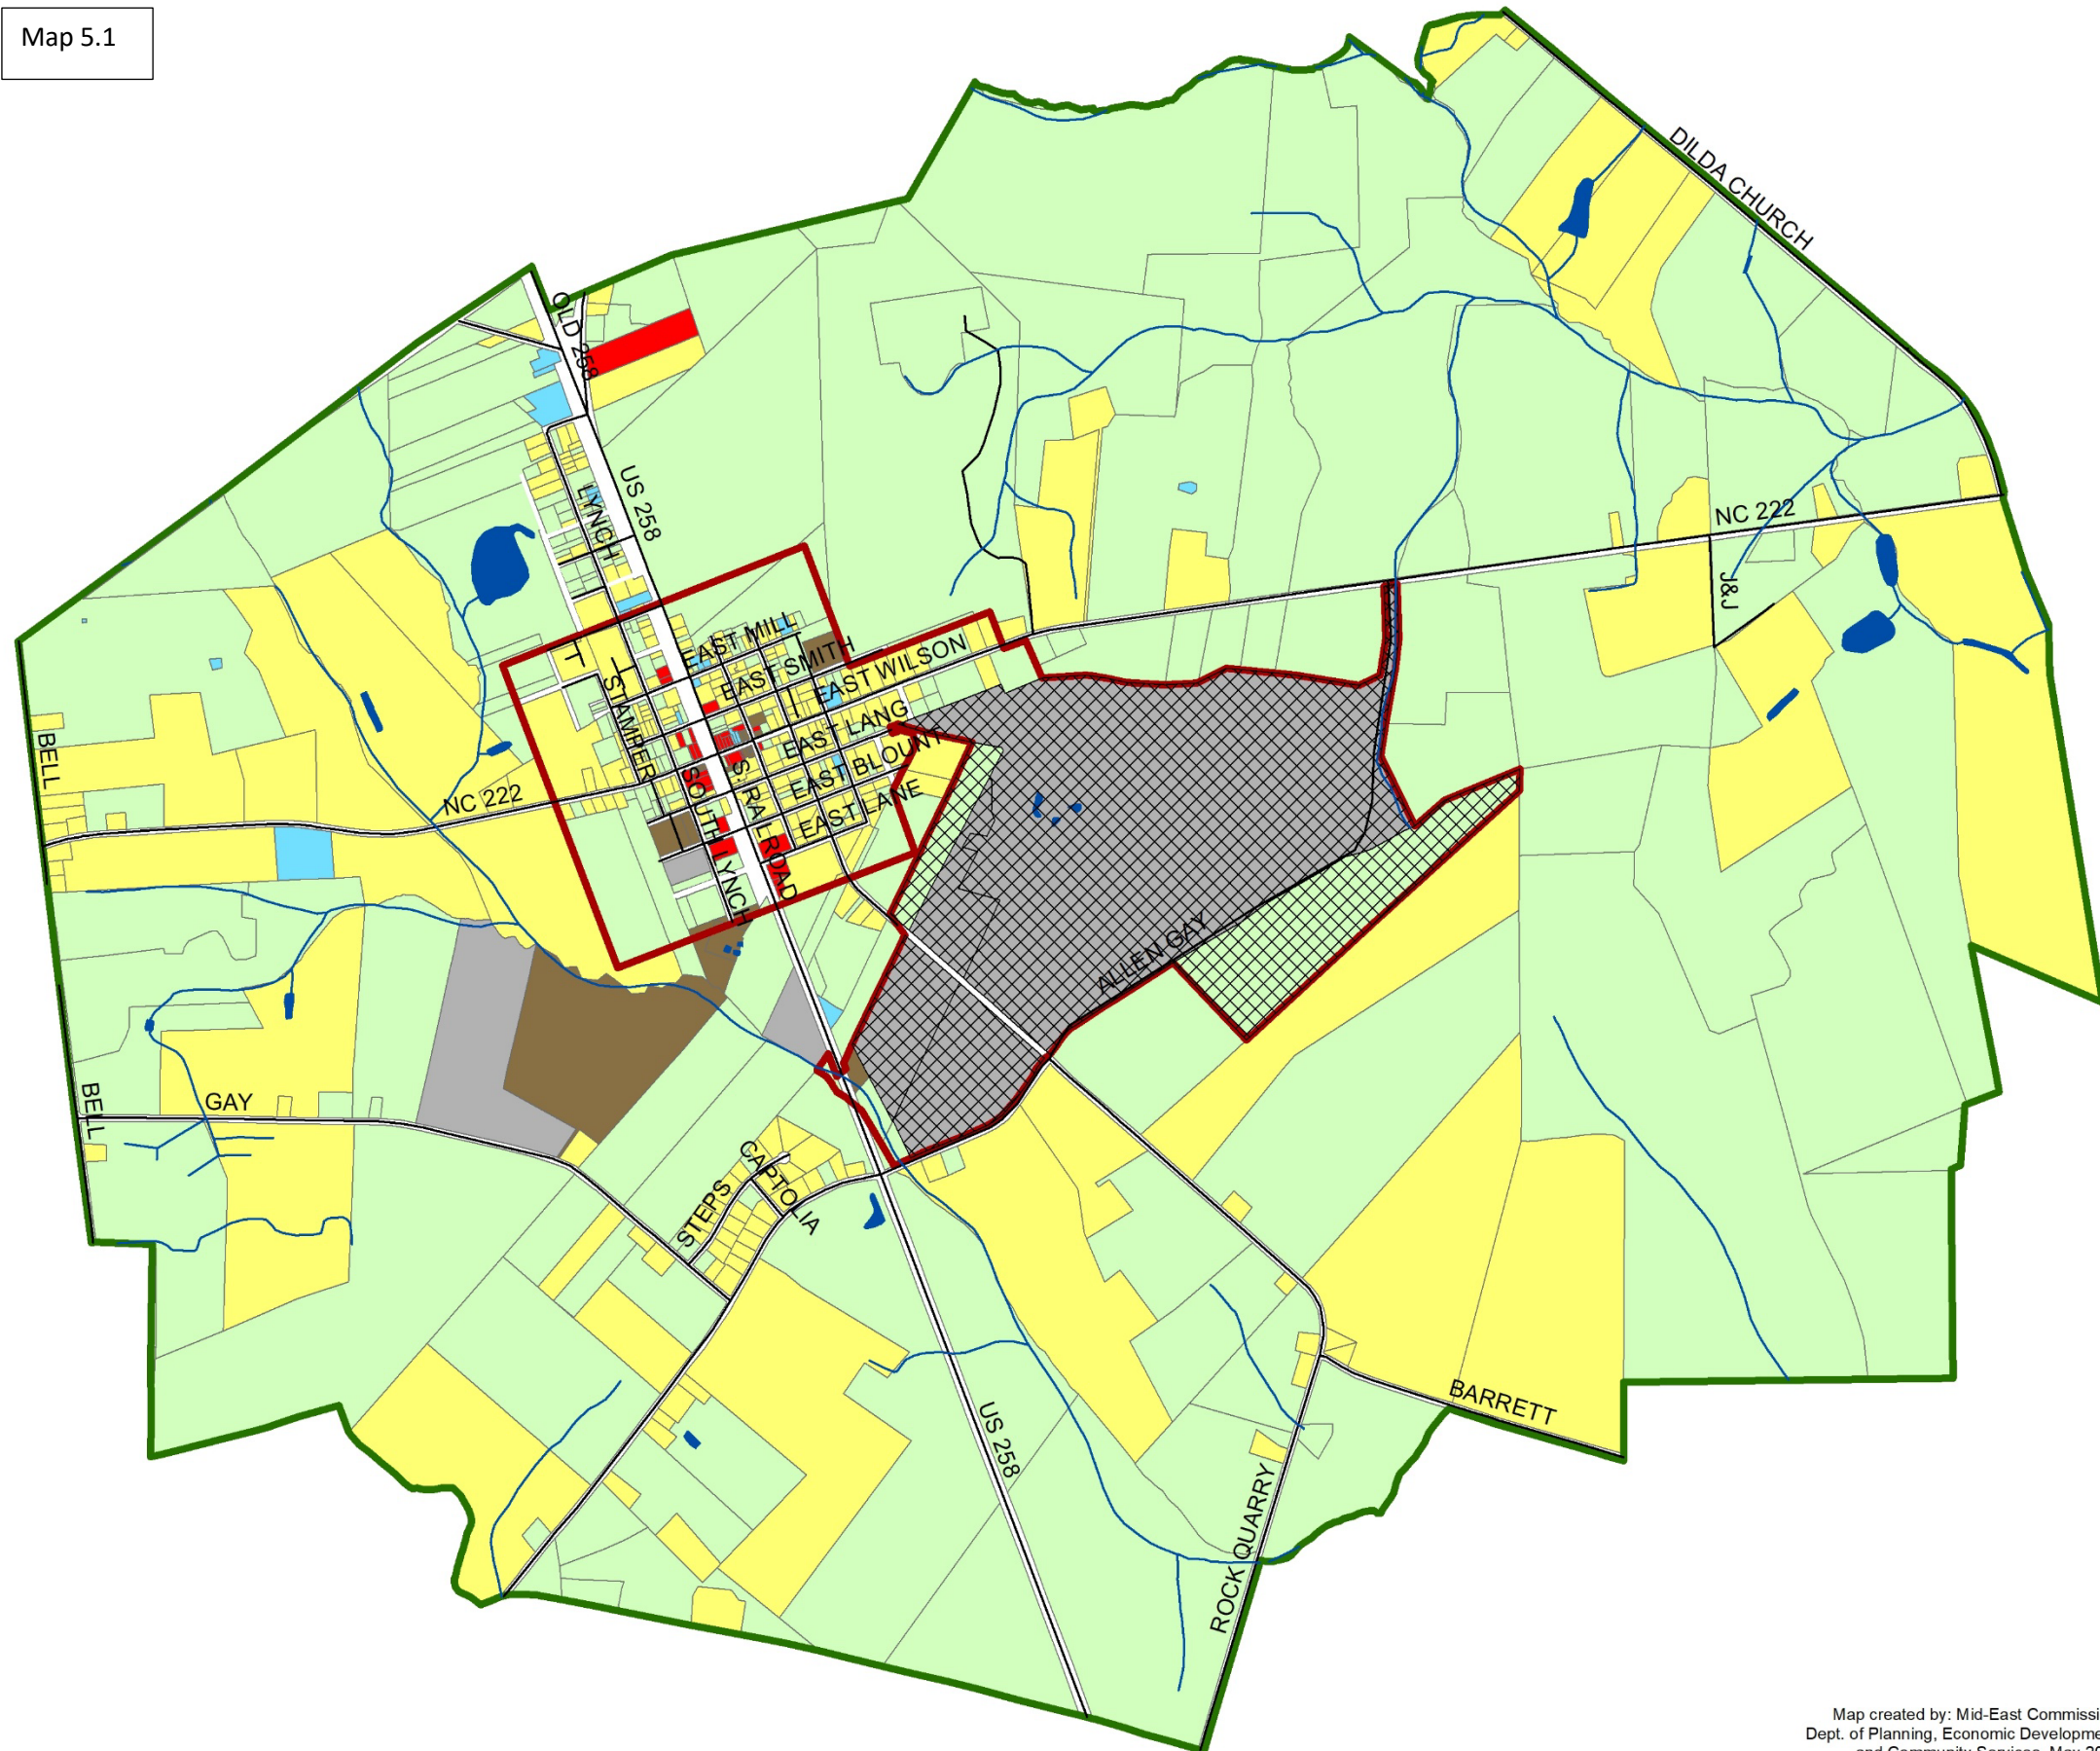 Map 5.1
DILDA CHURCH
OLD 258
US 258
LYNCH
NC 222
J&J
EAST MILL
EAST SMITH
EAST WILSON
STAMPER
EAST LANG
EAST BLOUNT
EAST LANE
BELL
NC 222
SOUTH LYNCH
S. RAILROAD
ALLEN GAY
BELL
GAY
CAPTOLIA
STEPS
BARRETT
US 258
ROCK QUARRY
Map created by: Mid-East Commissi
Dept. of Planning, Economic Developme